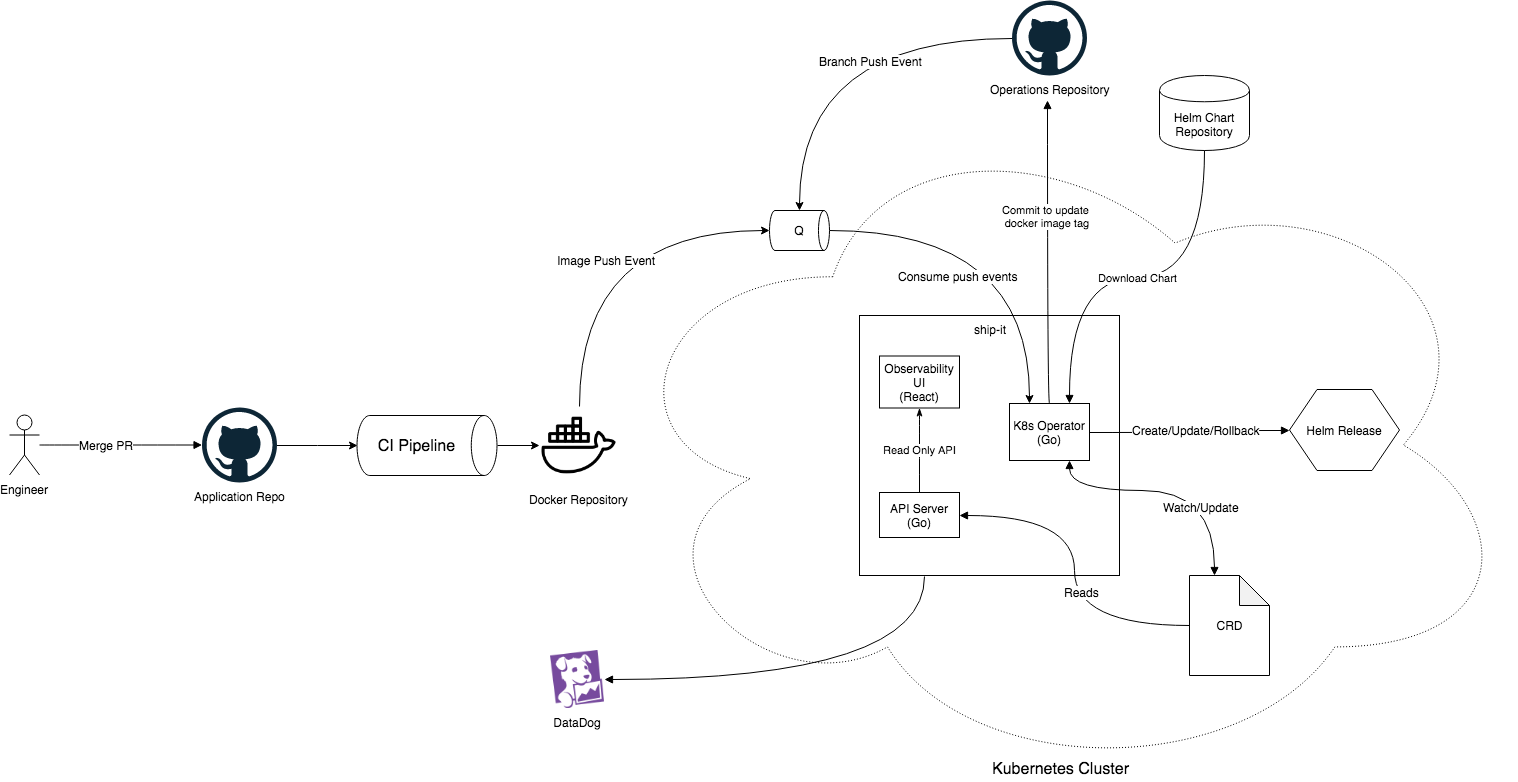 Branch Push Event
Operations Repository
Helm Chart
Repository
Commit to update
docker image tag
Q
Image Push Event
Consume push events
Download Chart
ship-it
Observability
UI
(React)
K8s Operator
(Go)
Create/Update/Rollback
Helm Release
Merge PR
CI Pipeline
Read Only API
Engineer
Application Repo
Docker Repository
API Server
(Go)
Watch/Update
Reads
CRD
DataDog
Kubernetes Cluster